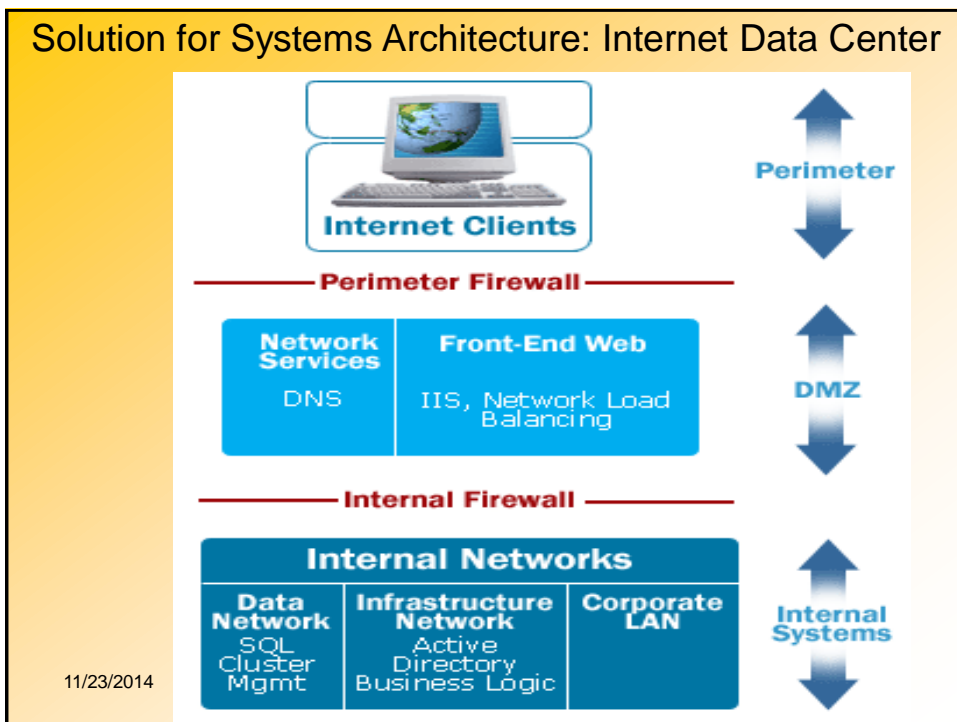 Solution for Systems Architecture: Internet Data Center
Internet Clients
Perimeter
Perimeter Firewall
Network
Services
DNS
Front-End Web
IIS, Network Load
Balancing
DMZ
Internal Firewall
Internal Networks
Data
Network
SQL
Cluster
Mgmt
Infrastructure
Network
Active
Directory
Business Logic
Corporate
LAN
Internal
Systems
11/23/2014